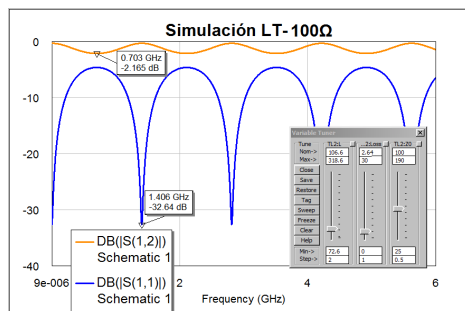 Simulación LT-100Ω
0
-10
-20
-30
-40
0.703 GHz
-2.165 dB
1.406 GHz
-32.64 dB
DB(|S(1,2)|)
Schematic 1
DB(|S(1,1)|)
Schematic 1
9e-006
2
4
6
Frequency (GHz)
Variable Tuner
Tune TL2:L ...2:Loss TL2:Z0
Nom-> 106.6 2.64 100
Max-> 318.6 30 190
Close
Save
Restore
Tag
Sweep
Freeze
Clear
Help
Min-> 72.6 0 25
Step-> 2 1 0.5